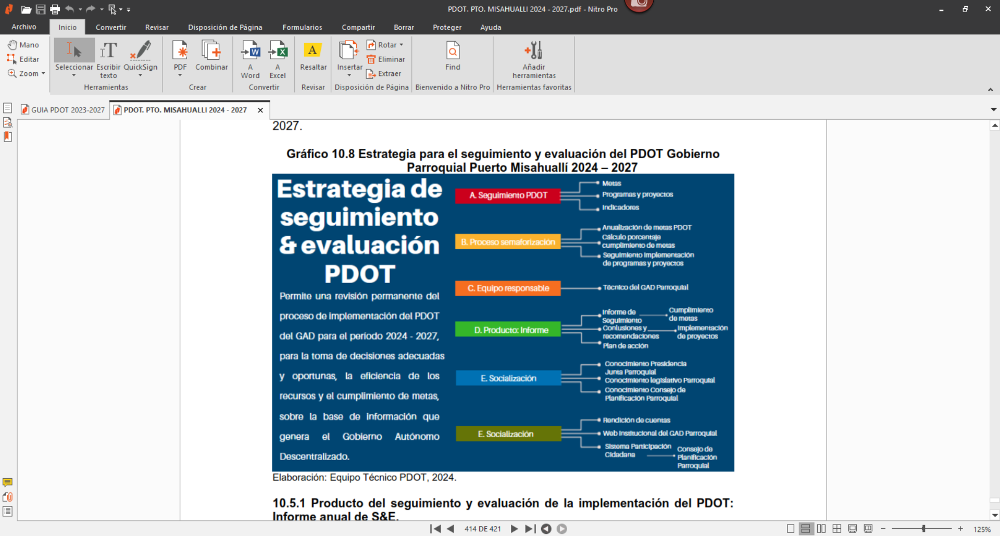 PDOT. PTO. MISAHUALLI 2024 - 2027.pdf - Nitro Pro
Archivo
Inicio
Convertir
Revisar
Disposición de Página
Formularios
Compartir
Borrar
Proteger
Ayuda
Mano
Editar
Zoom
Seleccionar
Escribir
texto
QuickSign
Herramientas
PDF
Combinar
Crear
A
Word
A
Excel
Convertir
Resaltar
Revisar
Insertar
Rotar
Eliminar
Extraer
Disposición de Página
Find
Bienvenido a Nitro Pro
Añadir
herramientas
Herramientas favoritas
GUIA PDOT 2023-2027
PDOT. PTO. MISAHUALLI 2024 - 2027
2027.
Gráfico 10.8 Estrategia para el seguimiento y evaluación del PDOT Gobierno
Parroquial Puerto Misahuallí 2024 – 2027
Estrategia de
seguimiento
& evaluación
PDOT
Permite una revisión permanente del
proceso de implementación del PDOT
del GAD para el período 2024 - 2027,
para la toma de decisiones adecuadas
y oportunas, la eficiencia de los
recursos y el cumplimiento de metas,
sobre la base de información que
genera el Gobierno Autónomo
Descentralizado.
A. Seguimiento PDOT
Metas
Programas y proyectos
Indicadores
B. Proceso semaforización
Anualización de metas PDOT
Cálculo porcentaje
cumplimiento de metas
Seguimiento Implementación
de programas y proyectos
C. Equipo responsable
Técnico del GAD Parroquial
D. Producto: Informe
Informe de
Seguimiento
Cumplimiento
de metas
Conlusiones y
recomendaciones
Implementación
de proyectos
Plan de acción
E. Socialización
Conocimiento Presidencia
Junta Parroquial
Conocimiento legislativo Parroquial
Conocimiento Consejo de
Planificación Parroquial
E. Socialización
Rendición de cuentas
Web Institucional del GAD Parroquial
Sistema Participación
Cidadana
Consejo de
Planificación
Parroquial
Elaboración: Equipo Técnico PDOT, 2024.
10.5.1 Producto del seguimiento y evaluación de la implementación del PDOT:
Informe anual de S&E.
414 DE 421
125%